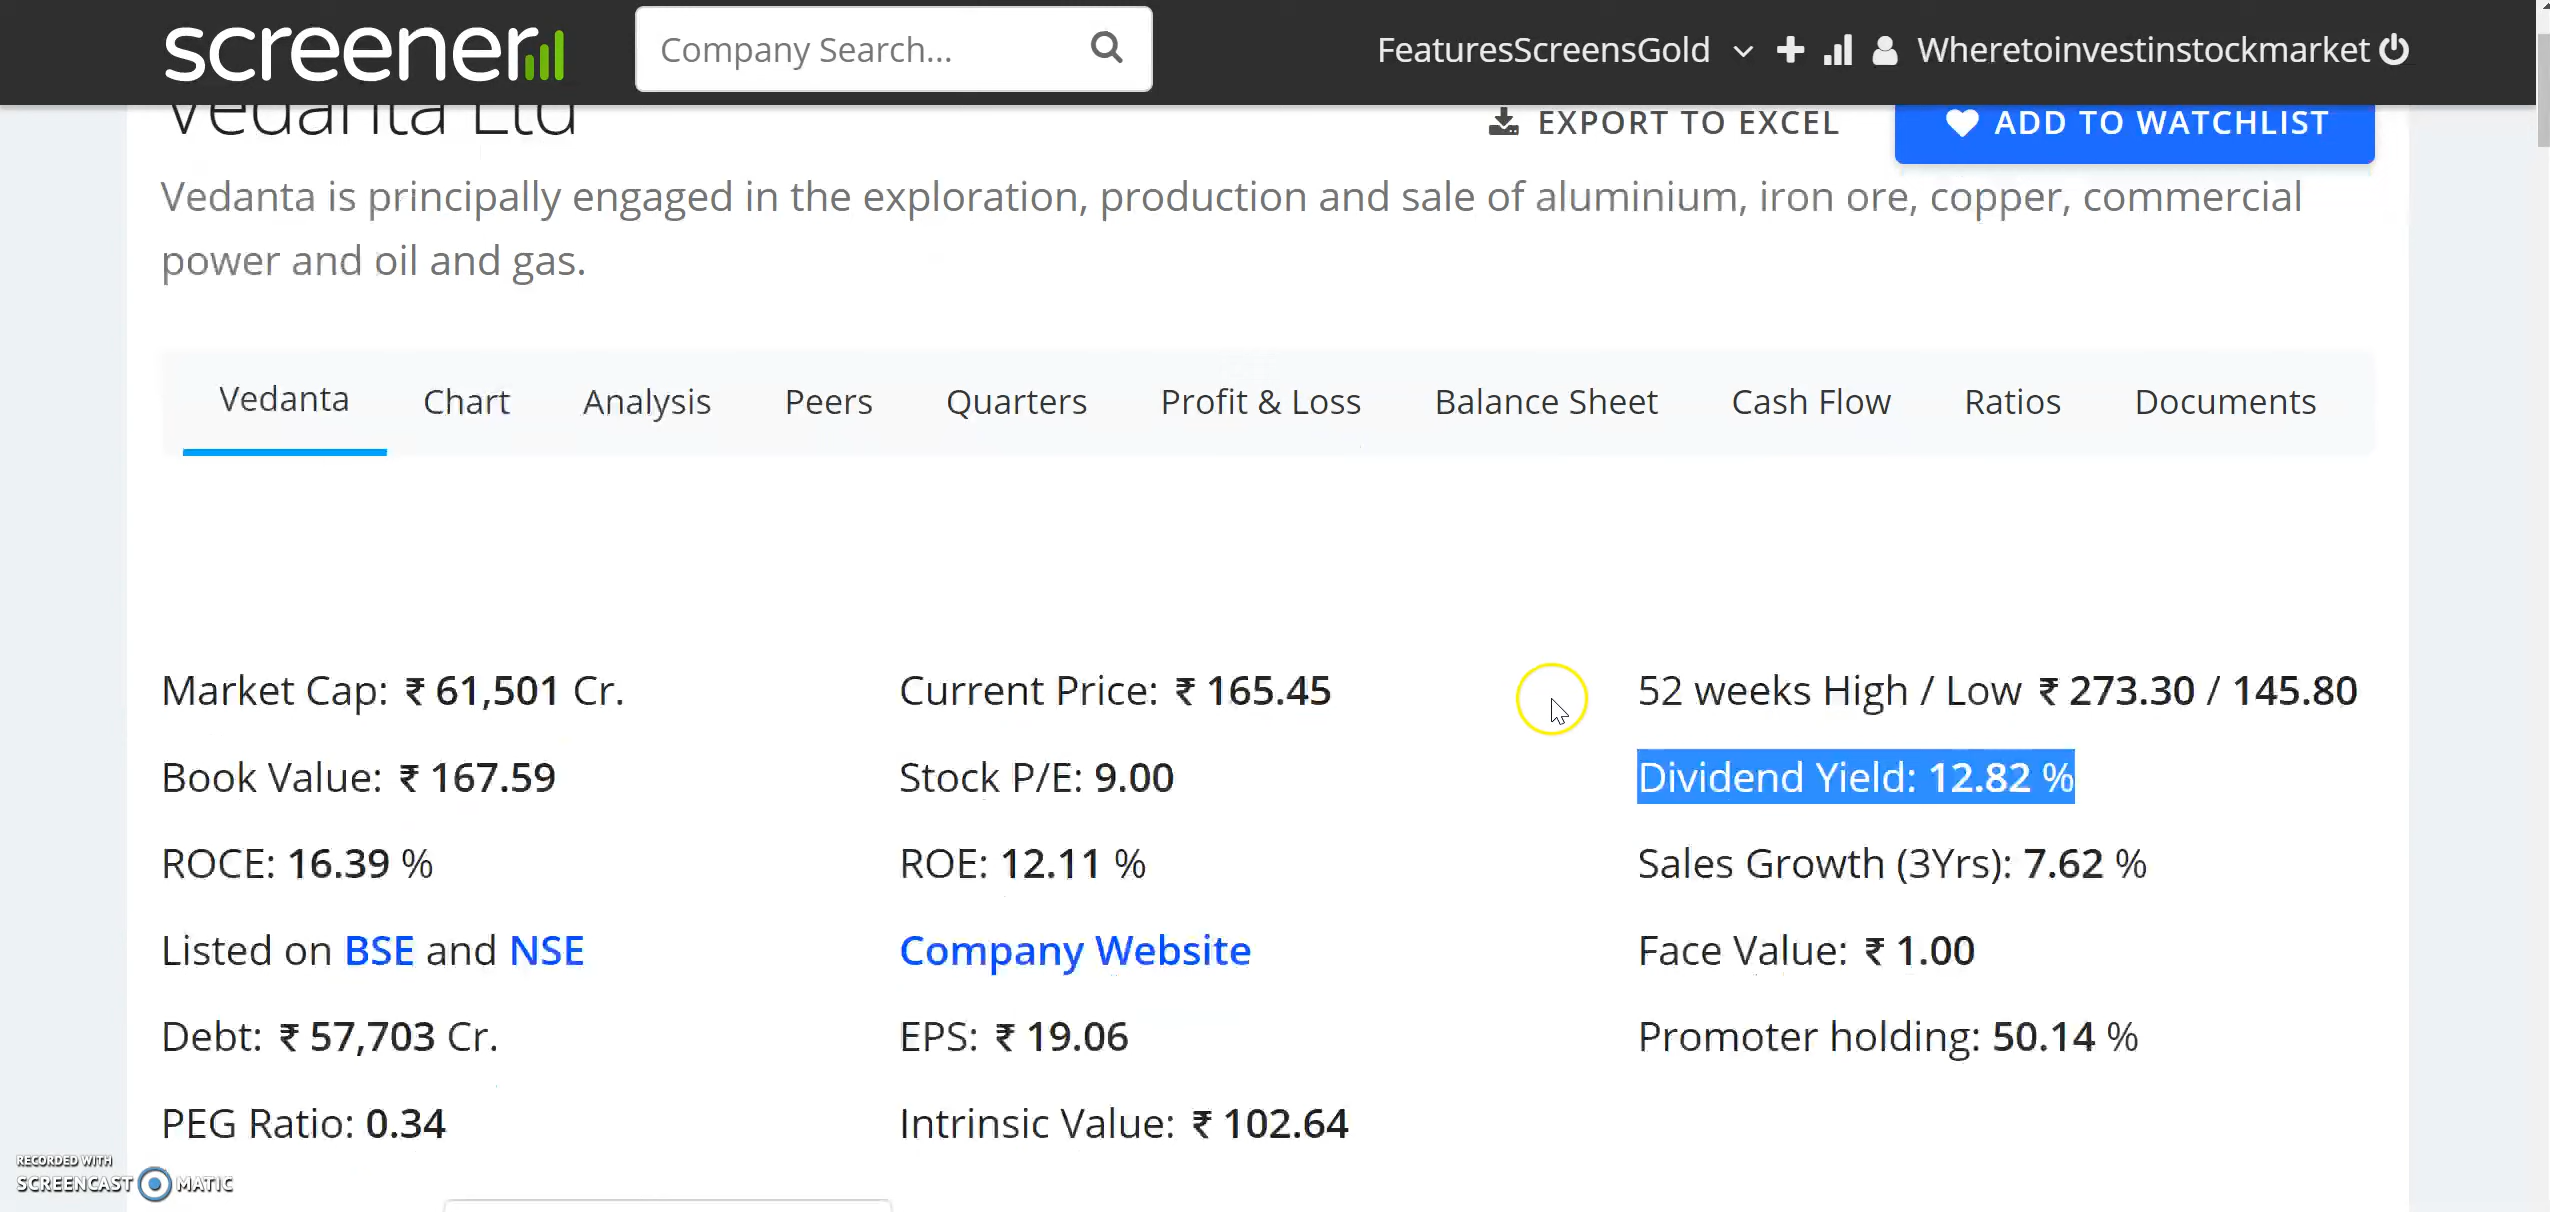 screener
Company Search...
FeaturesScreensGold
Wheretoinvestinstockmarket
Vedanta Ltd
EXPORT TO EXCEL
ADD TO WATCHLIST
Vedanta is principally engaged in the exploration, production and sale of aluminium, iron ore, copper, commercial
power and oil and gas.
Vedanta Chart Analysis Peers Quarters Profit & Loss Balance Sheet Cash Flow Ratios Documents
Market Cap: ₹ 61,501 Cr. Current Price: ₹ 165.45 52 weeks High / Low ₹ 273.30 / 145.80
Book Value: ₹ 167.59 Stock P/E: 9.00 Dividend Yield: 12.82 %
ROCE: 16.39 % ROE: 12.11 % Sales Growth (3Yrs): 7.62 %
Listed on BSE and NSE Company Website Face Value: ₹ 1.00
Debt: ₹ 57,703 Cr. EPS: ₹ 19.06 Promoter holding: 50.14 %
PEG Ratio: 0.34 Intrinsic Value: ₹ 102.64
RECORDED WITH
SCREENCAST MATIC